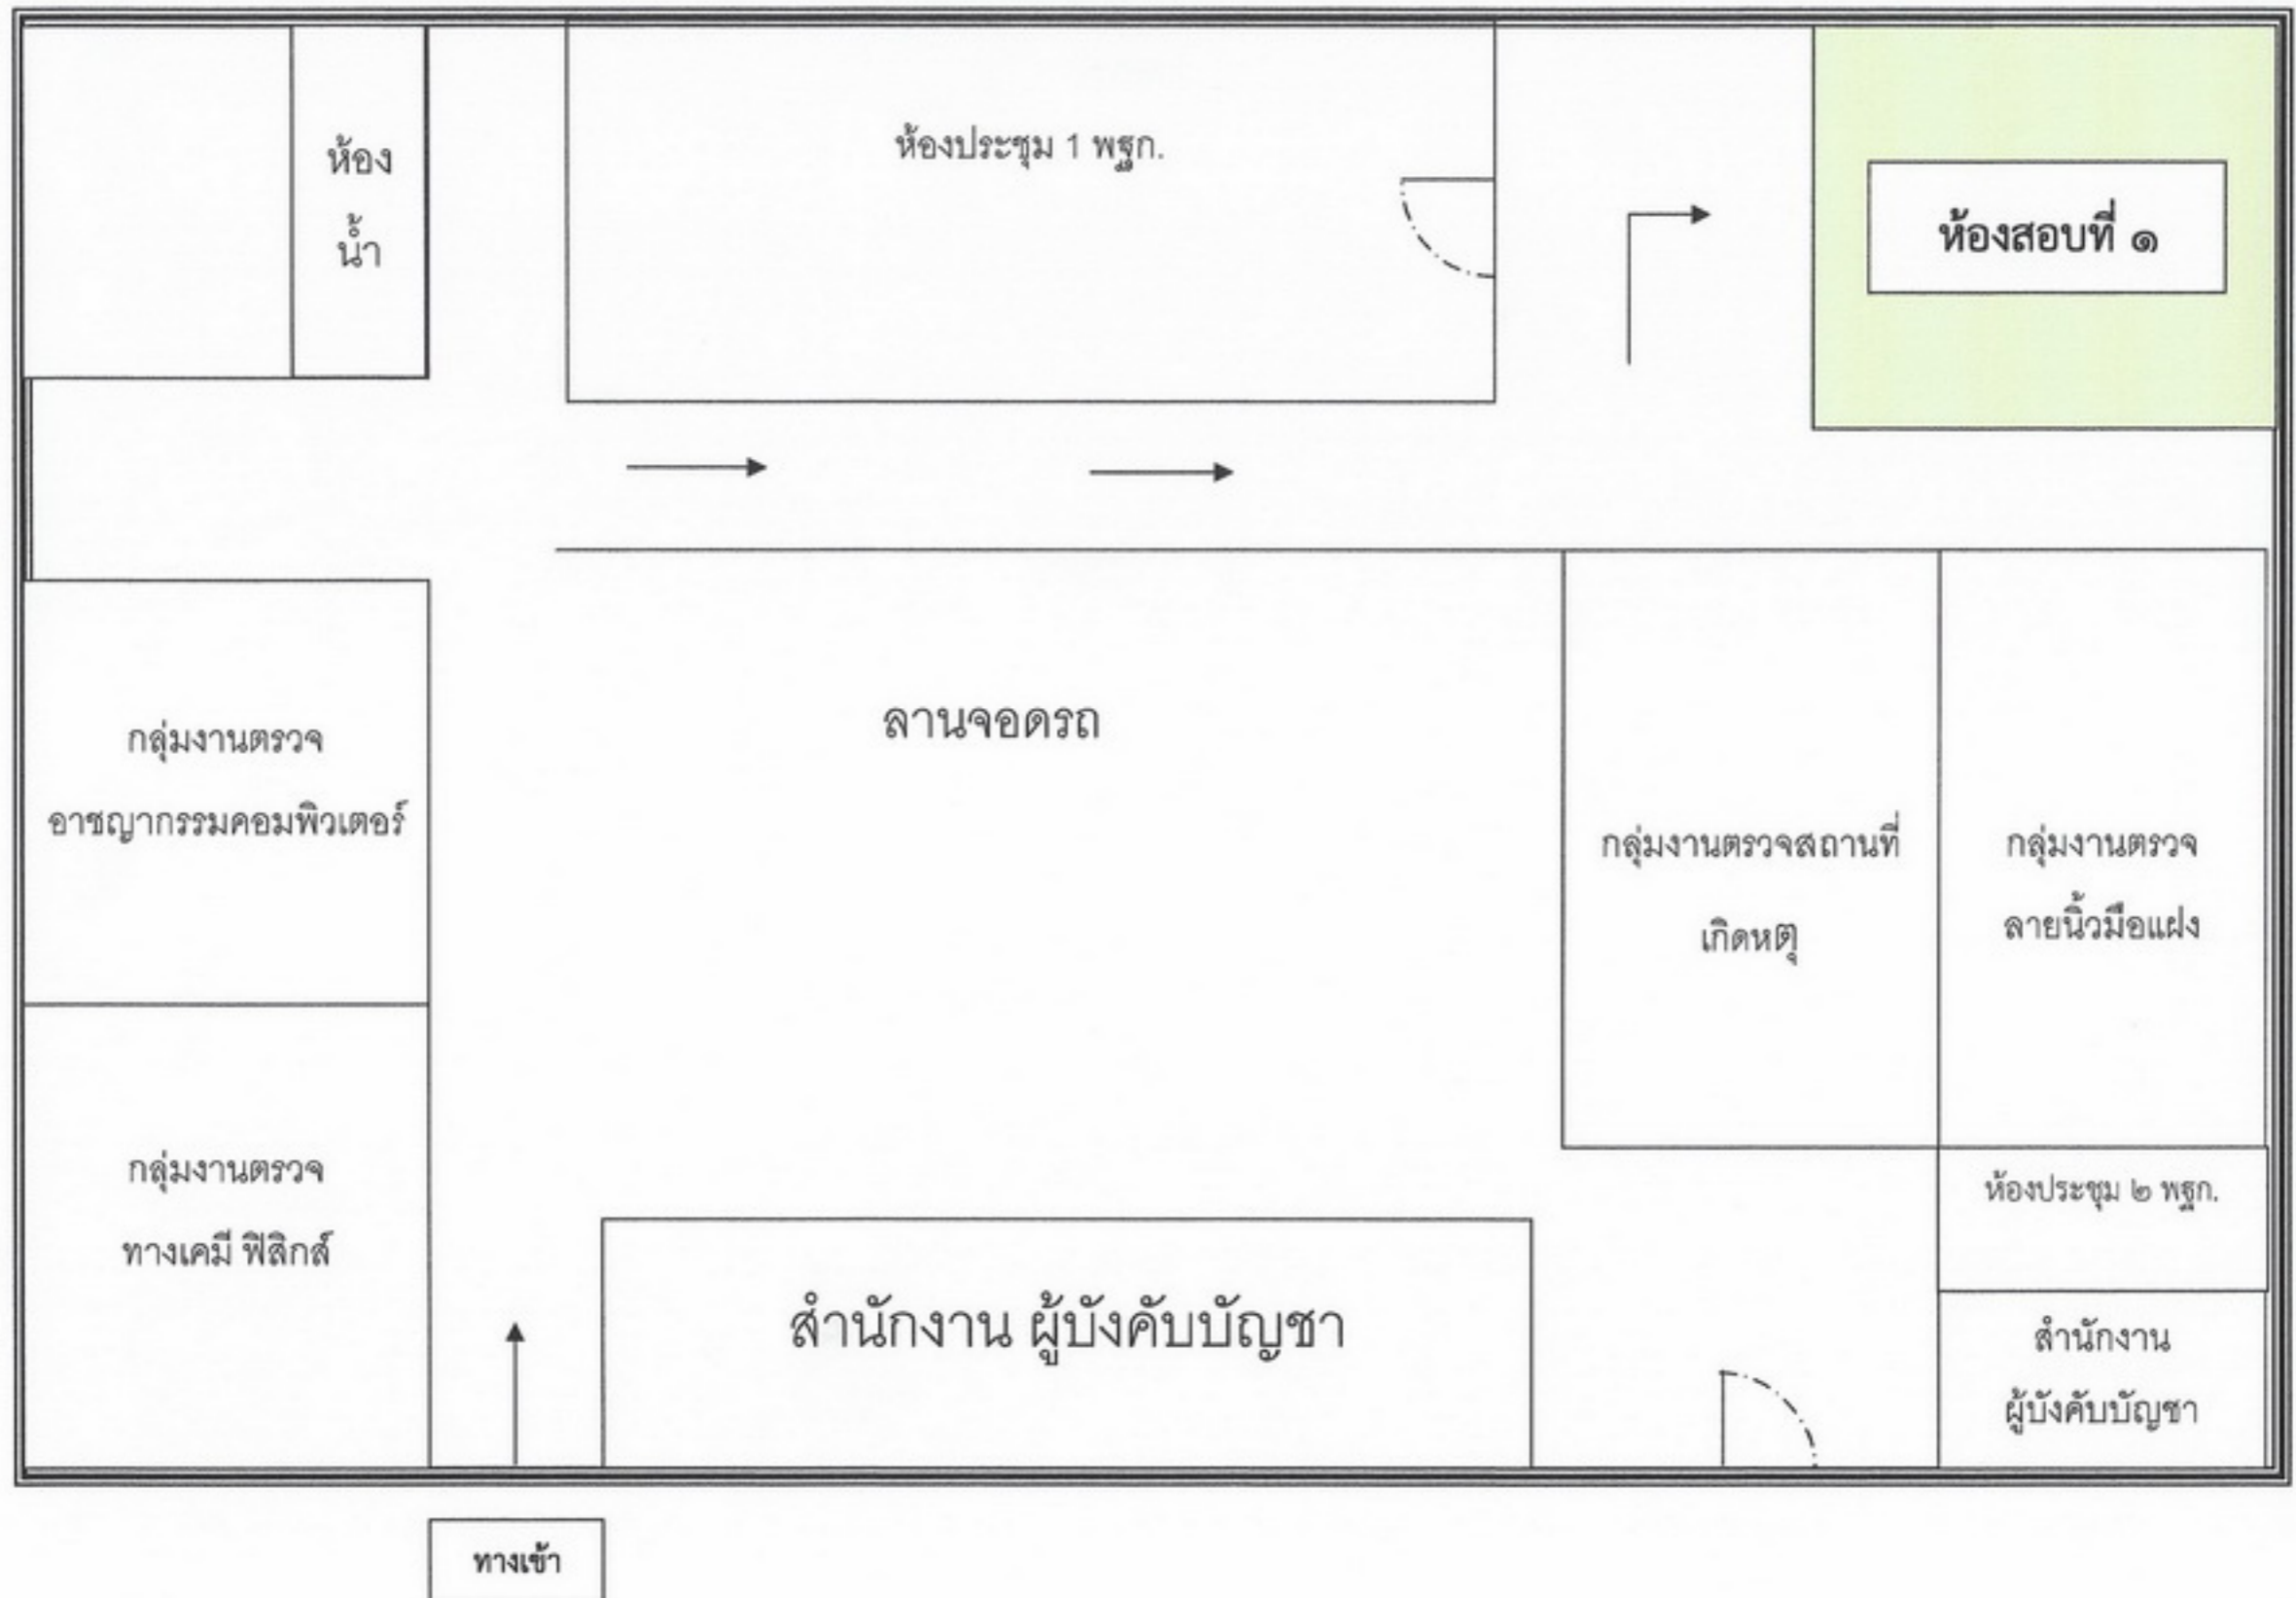 ห้อง
น้ำ
ห้องประชุม 1 พฐก.
ห้องสอบที่ ๑
กลุ่มงานตรวจ
อาชญากรรมคอมพิวเตอร์
ลานจอดรถ
กลุ่มงานตรวจสถานที่
เกิดหตุ
กลุ่มงานตรวจ
ลายนิ้วมือแฝง
กลุ่มงานตรวจ
ทางเคมี ฟิสิกส์
ห้องประชุม ๒ พฐก.
สำนักงาน ผู้บังคับบัญชา
สำนักงาน
ผู้บังคับบัญชา
ทางเข้า